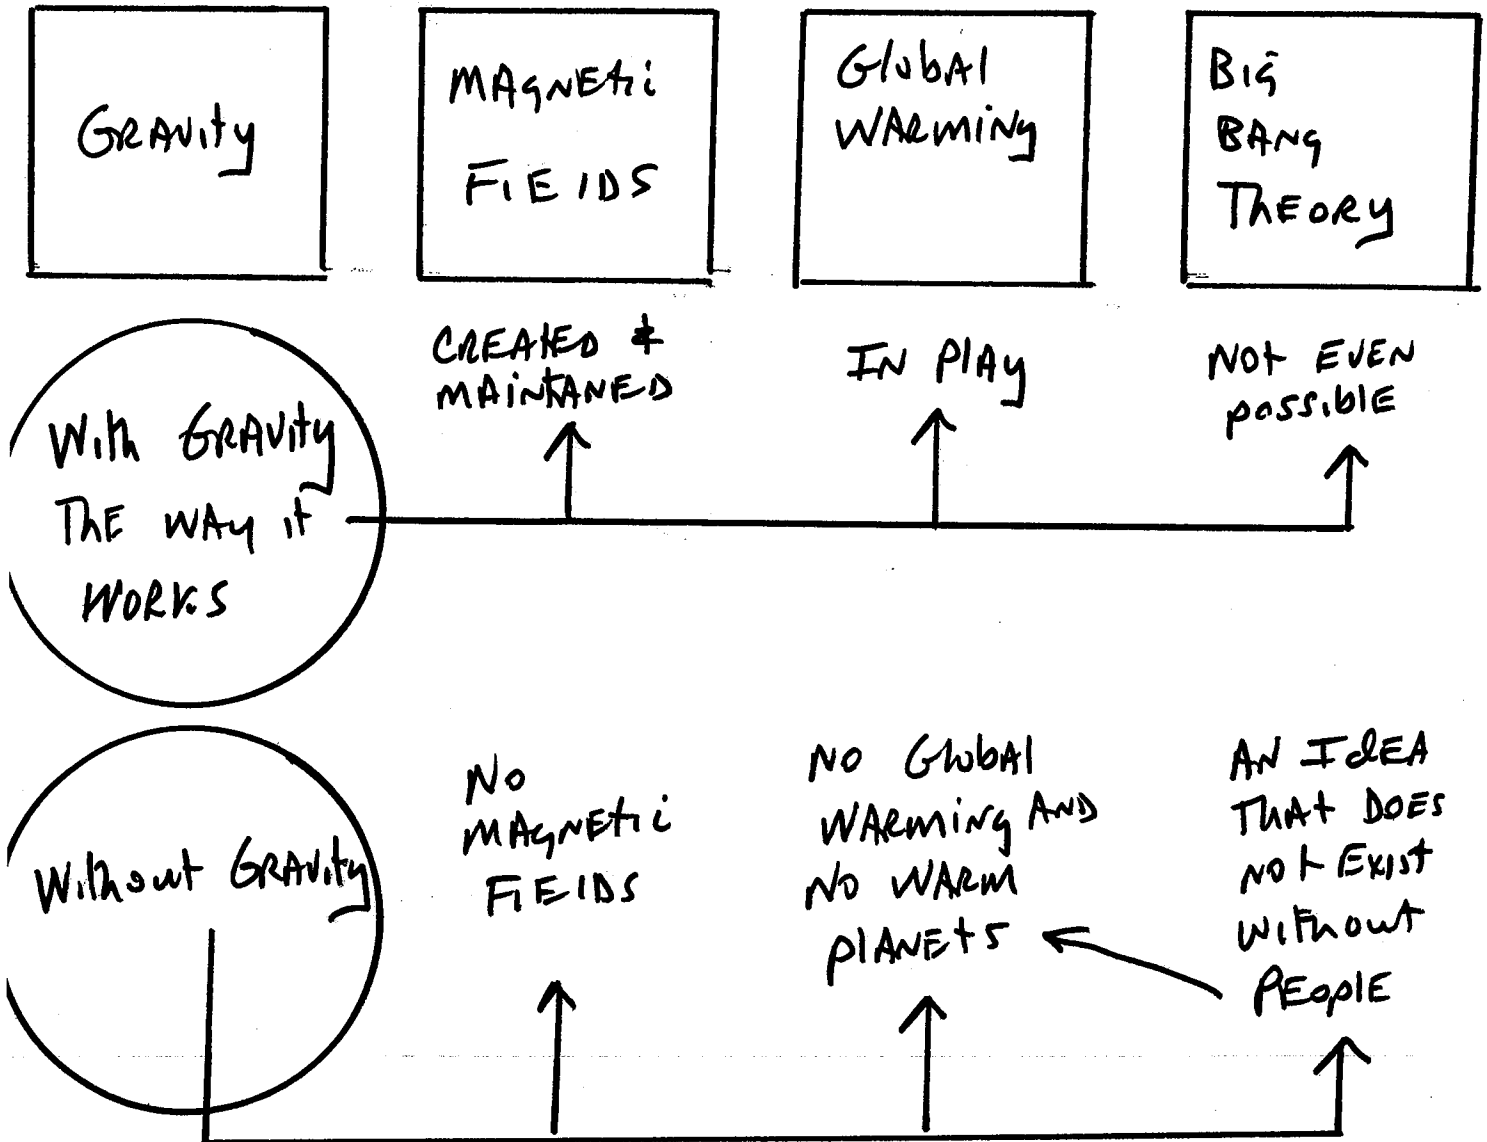 GRAVITY
MAGNETIC
FIELDS
Global
WARMING
BIG
BANG
THEORY
CREATED &
MAINTANED
IN PLAY
NOT EVEN
POSSIBLE
With GRAVITY
THE WAY it
WORKS
NO
MAGNETIC
FIELDS
NO Global
WARMING AND
NO WARM
PLANETS
AN IdEA
THAT DOES
NOT EXIST
WITHOUT
PEOPLE
Without GRAVITY